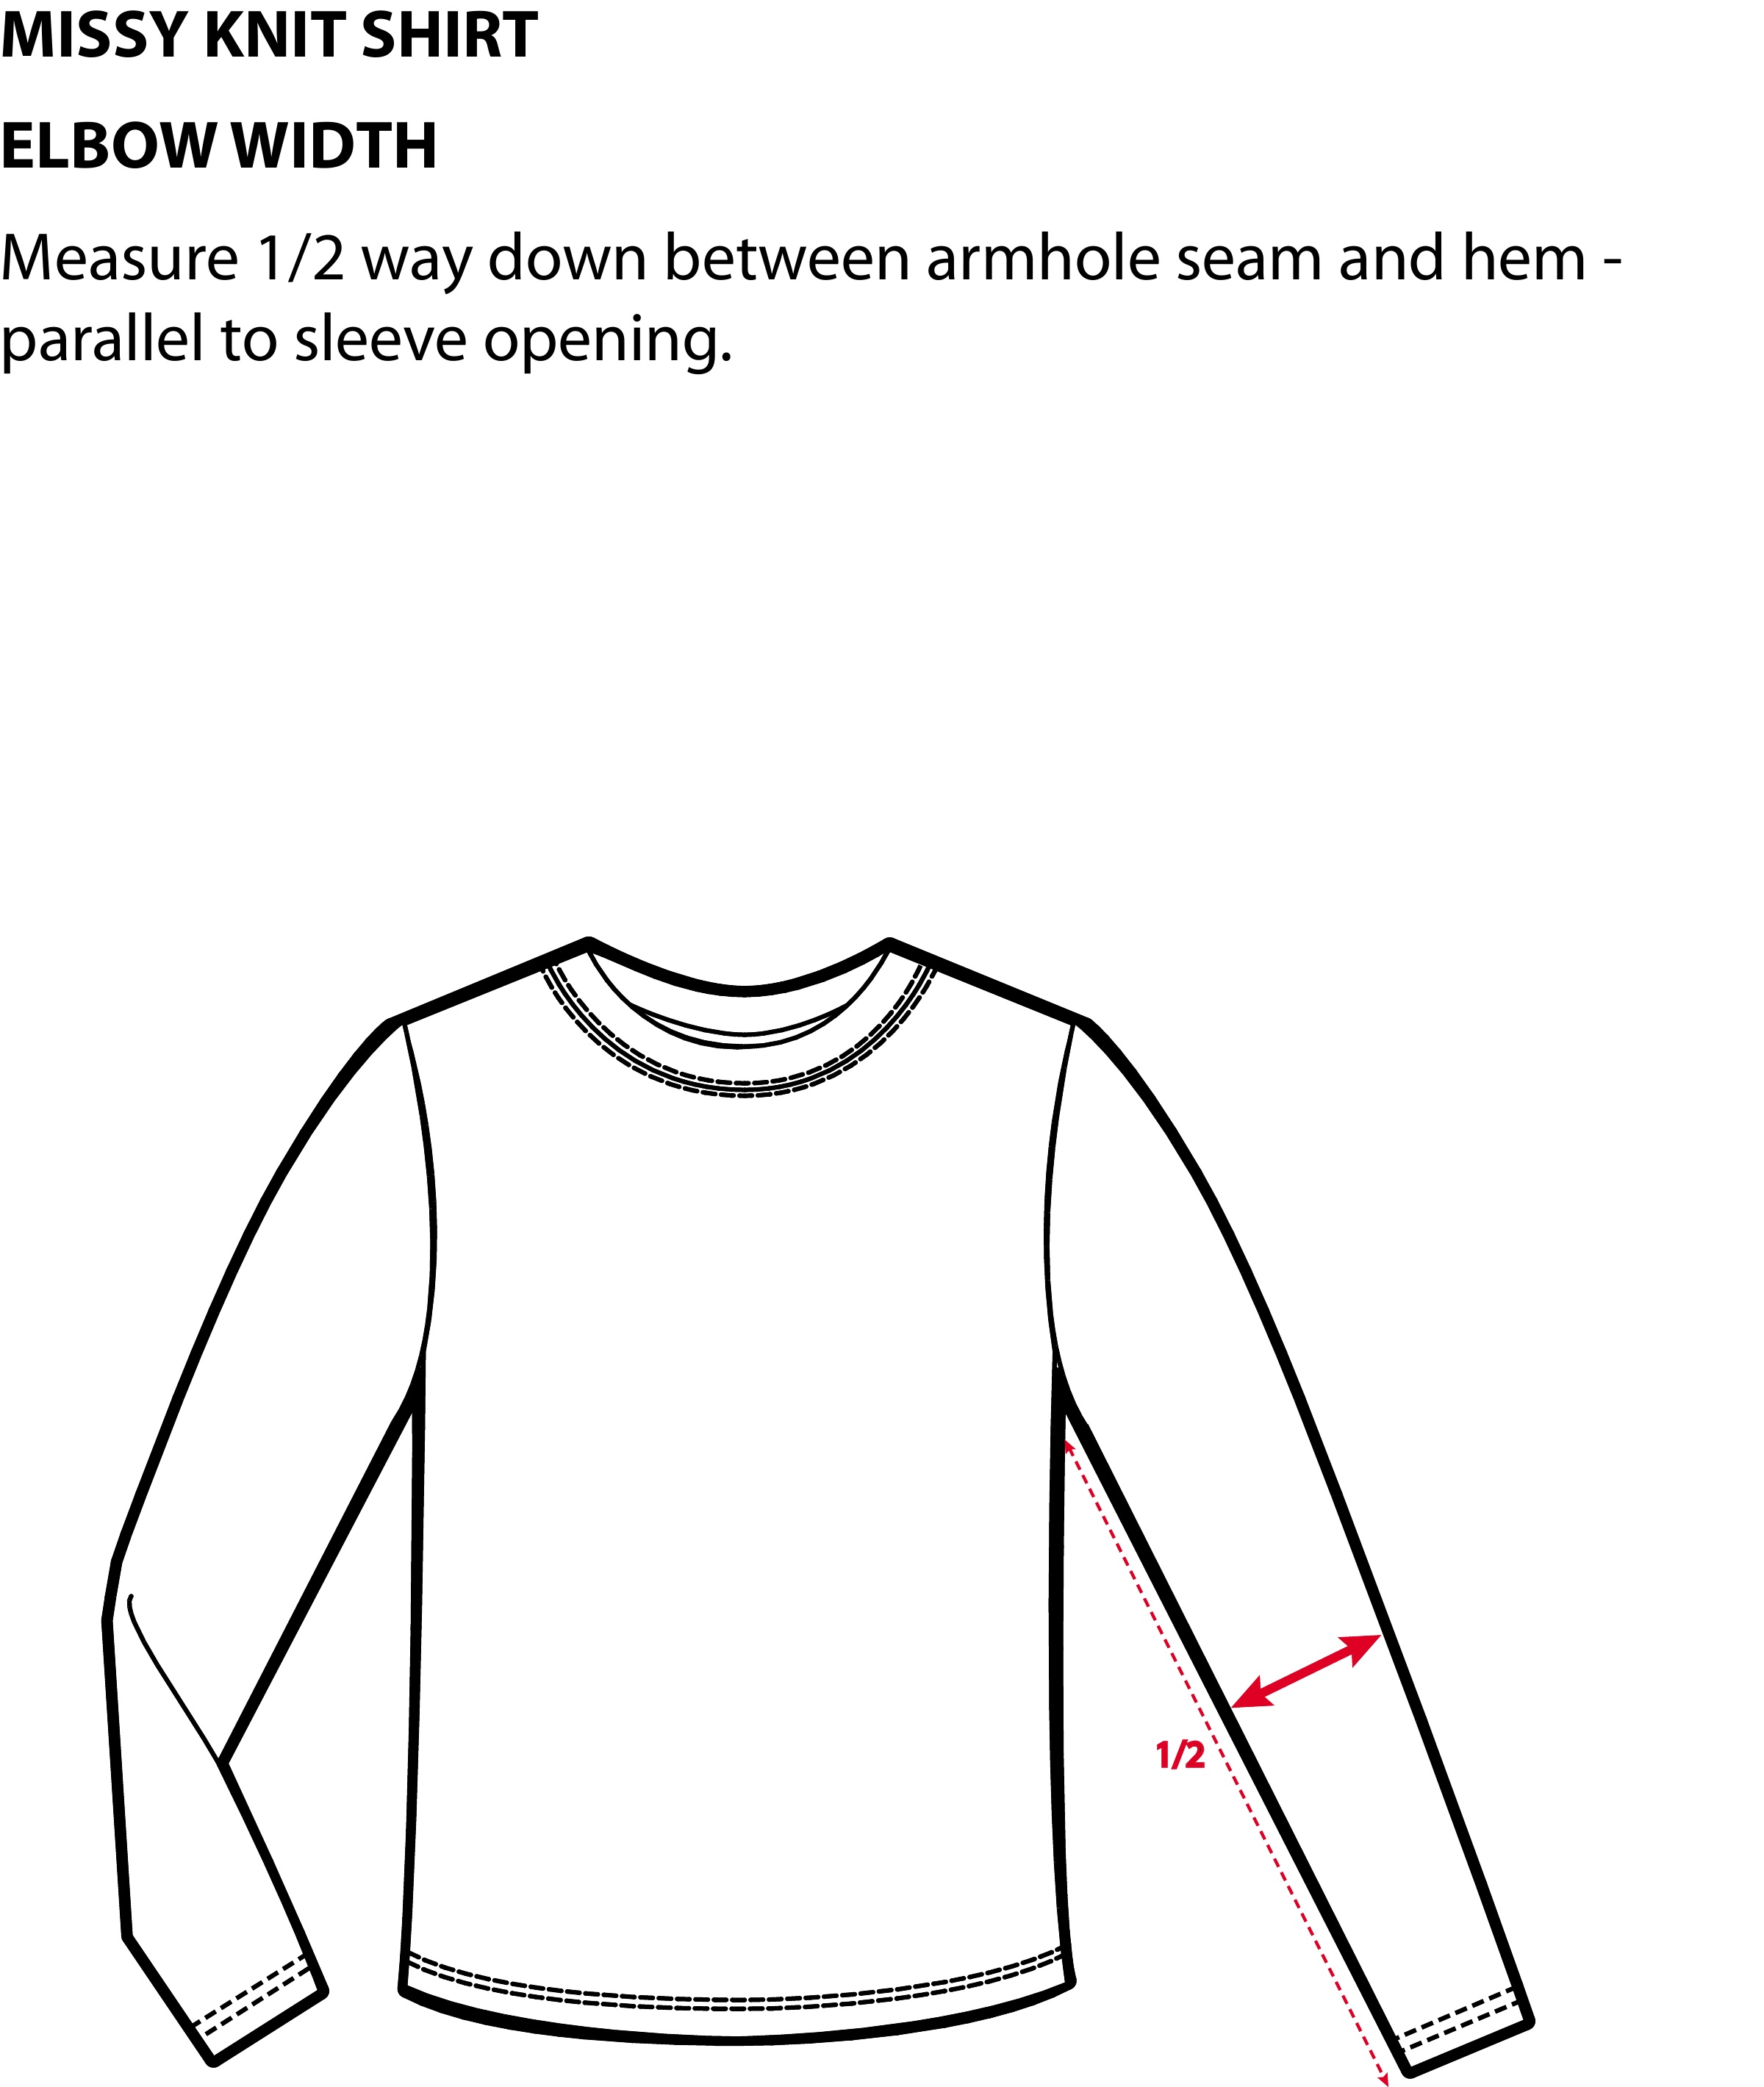 MISSY KNIT SHIRT
ELBOW WIDTH
Measure 1/2 way down between armhole seam and hem -
parallel to sleeve opening.
1/2